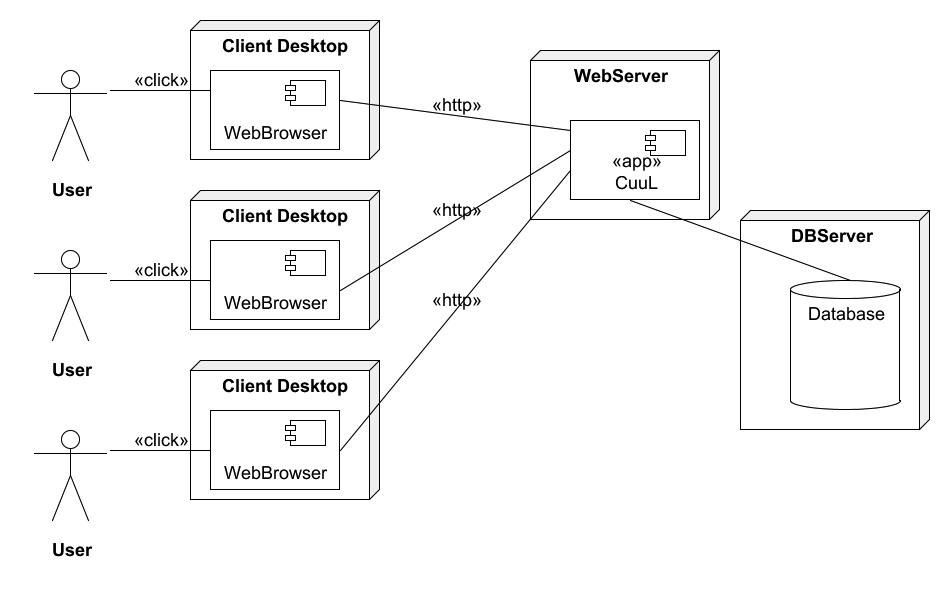 Client Desktop
«click»
WebBrowser
User
«http»
Client Desktop
«click»
WebBrowser
User
«http»
Client Desktop
«click»
WebBrowser
User
«http»
WebServer
«app»
CuuL
DBServer
Database